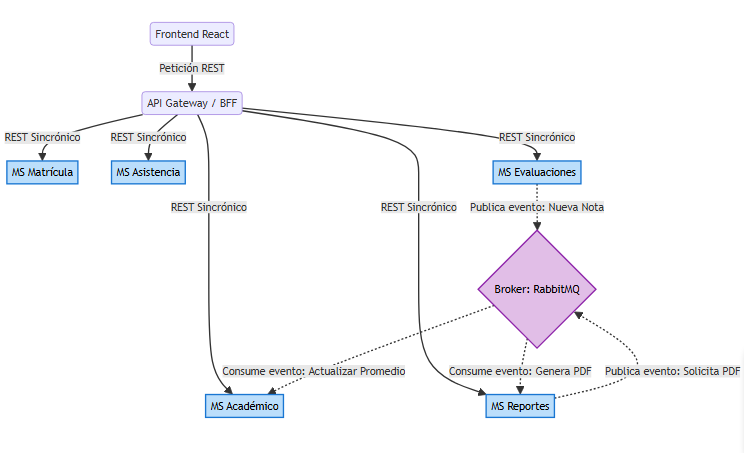 Frontend React
Petición REST
API Gateway / BFF
REST Sincrónico
REST Sincrónico
REST Sincrónico
MS Matrícula
MS Asistencia
MS Evaluaciones
REST Sincrónico
REST Sincrónico
Publica evento: Nueva Nota
Broker: RabbitMQ
Consume evento: Actualizar Promedio
Consume evento: Genera PDF
Publica evento: Solicita PDF
MS Académico
MS Reportes